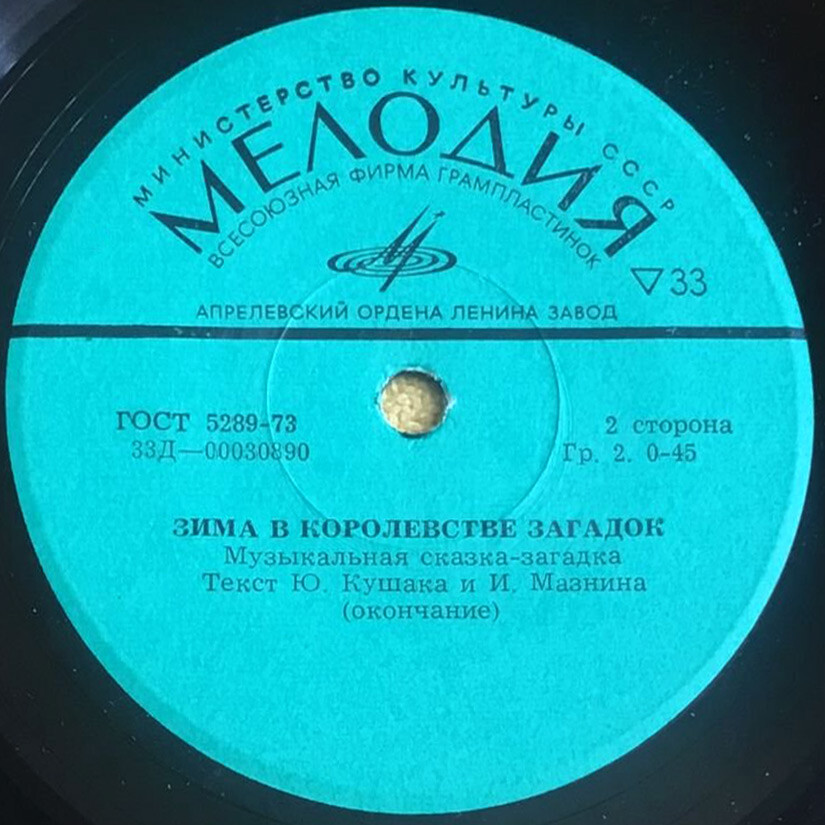 МИНИСТЕРСТВО КУЛЬТУРЫ СССР
МЕЛОДИЯ
ВСЕСОЮЗНАЯ ФИРМА ГРАМПЛАСТИНОК
▽33
АПРЕЛЕВСКИЙ ОРДЕНА ЛЕНИНА ЗАВОД
ГОСТ 5289-73
2 сторона
33Д—00030890
Гр. 2. 0-45
ЗИМА В КОРОЛЕВСТВЕ ЗАГАДОК
Музыкальная сказка-загадка
Текст Ю. Кушака и И. Мазнина
(окончание)